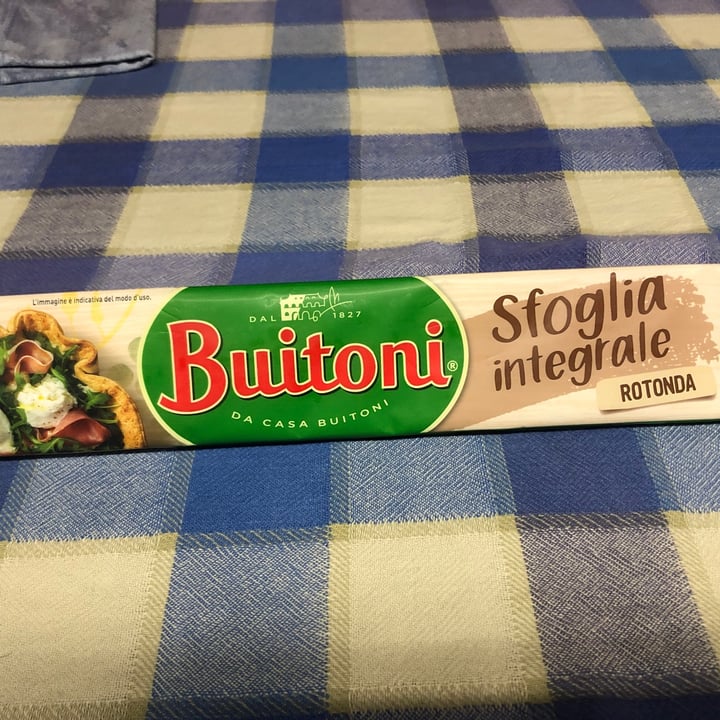 L'immagine è indicativa del modo d'uso.
DAL 1827
Buitoni®
DA CASA BUITONI
Sfoglia
integrale
ROTONDA